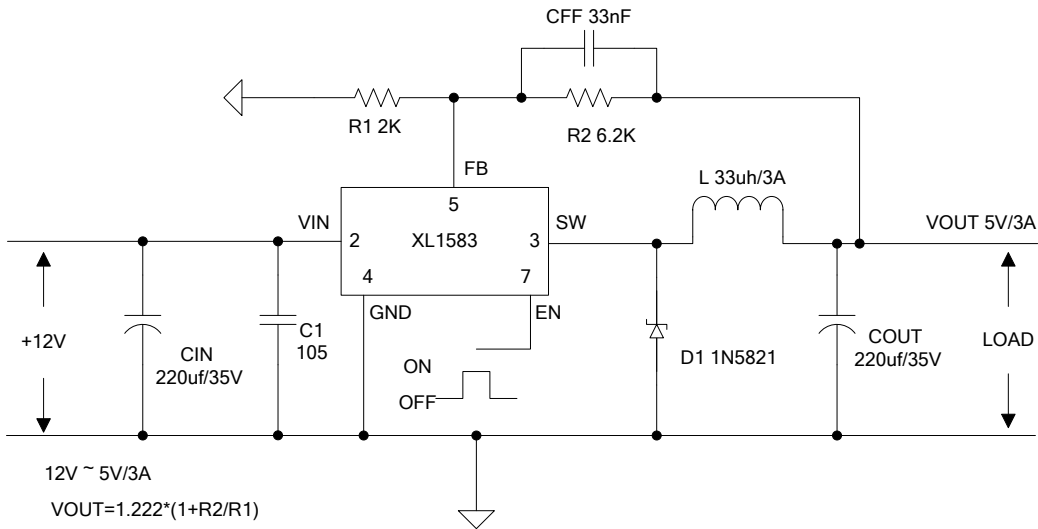 CFF 33nF
R1 2K
R2 6.2K
FB
L 33uh/3A
VIN
5
SW
VOUT 5V/3A
2
XL1583
3
4
7
GND
EN
+12V
CIN
220uf/35V
C1
105
ON
OFF
D1 1N5821
COUT
220uf/35V
LOAD
12V ~ 5V/3A
VOUT=1.222*(1+R2/R1)